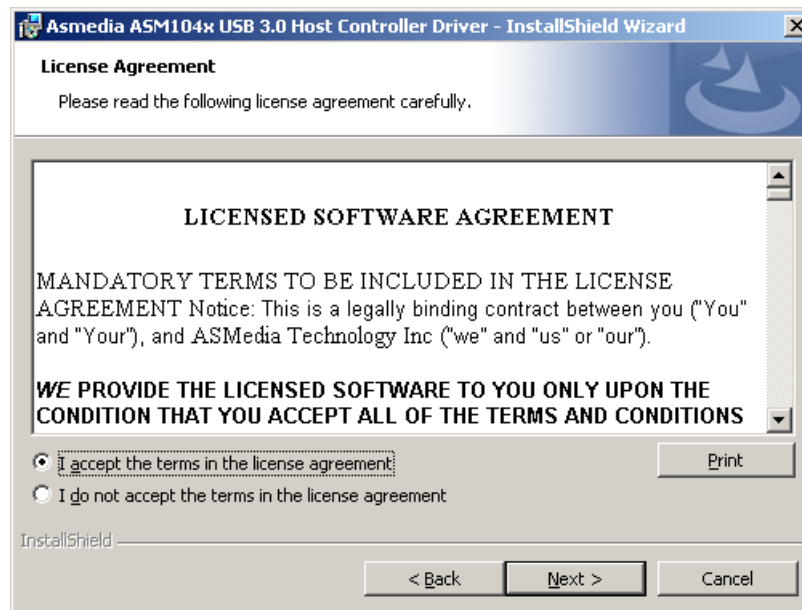 Asmedia ASM104x USB 3.0 Host Controller Driver - InstallShield Wizard
License Agreement
Please read the following license agreement carefully.
LICENSED SOFTWARE AGREEMENT
MANDATORY TERMS TO BE INCLUDED IN THE LICENSE
AGREEMENT Notice: This is a legally binding contract between you ("You"
and "Your"), and ASMedia Technology Inc ("we" and "us" or "our").
WE PROVIDE THE LICENSED SOFTWARE TO YOU ONLY UPON THE
CONDITION THAT YOU ACCEPT ALL OF THE TERMS AND CONDITIONS
I accept the terms in the license agreement
Print
I do not accept the terms in the license agreement
InstallShield
< Back
Next >
Cancel